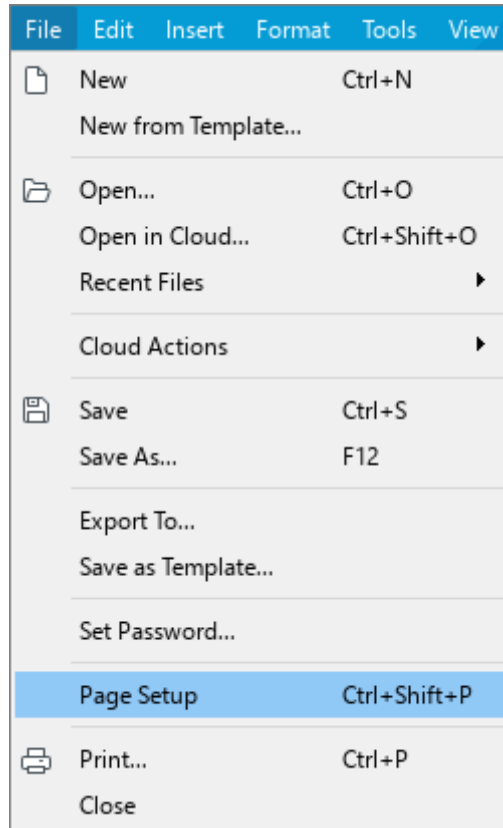 File Edit Insert Format Tools View
New Ctrl+N
New from Template...
Open... Ctrl+O
Open in Cloud... Ctrl+Shift+O
Recent Files
Cloud Actions
Save Ctrl+S
Save As... F12
Export To...
Save as Template...
Set Password...
Page Setup Ctrl+Shift+P
Print... Ctrl+P
Close